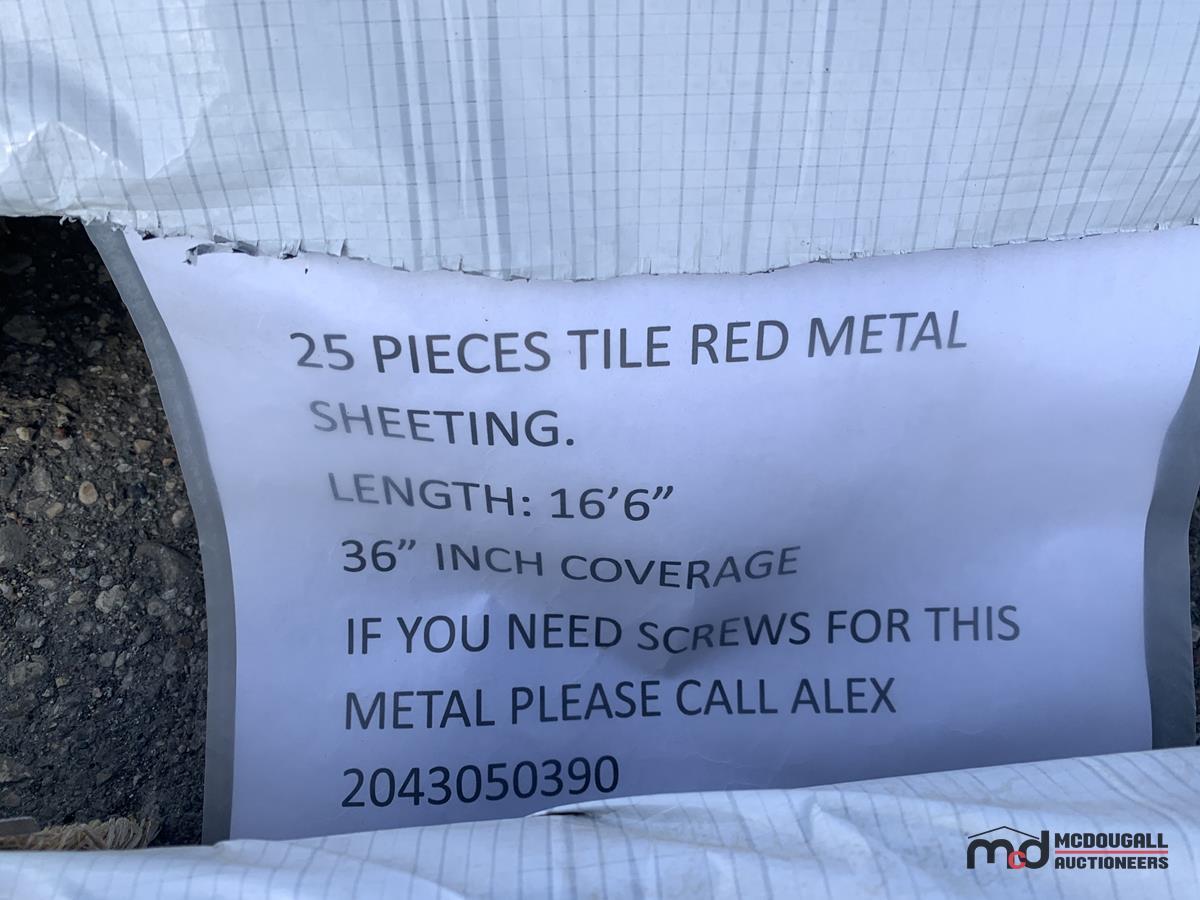 25 PIECES TILE RED METAL
SHEETING.
LENGTH: 16’6”
36” INCH COVERAGE
IF YOU NEED SCREWS FOR THIS
METAL PLEASE CALL ALEX
2043050390
mcd MCDOUGALL
AUCTIONEERS